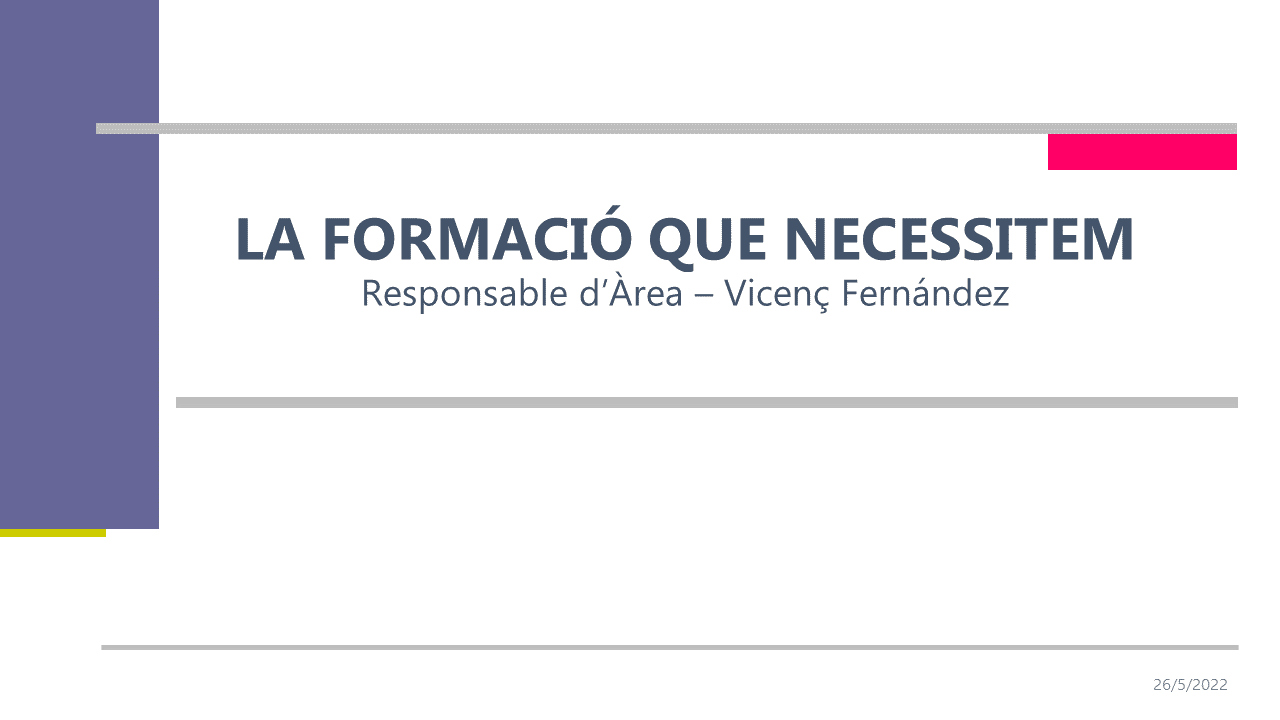 LA FORMACIÓ QUE NECESSITEM
Responsable d’Àrea – Vicenç Fernández
26/5/2022